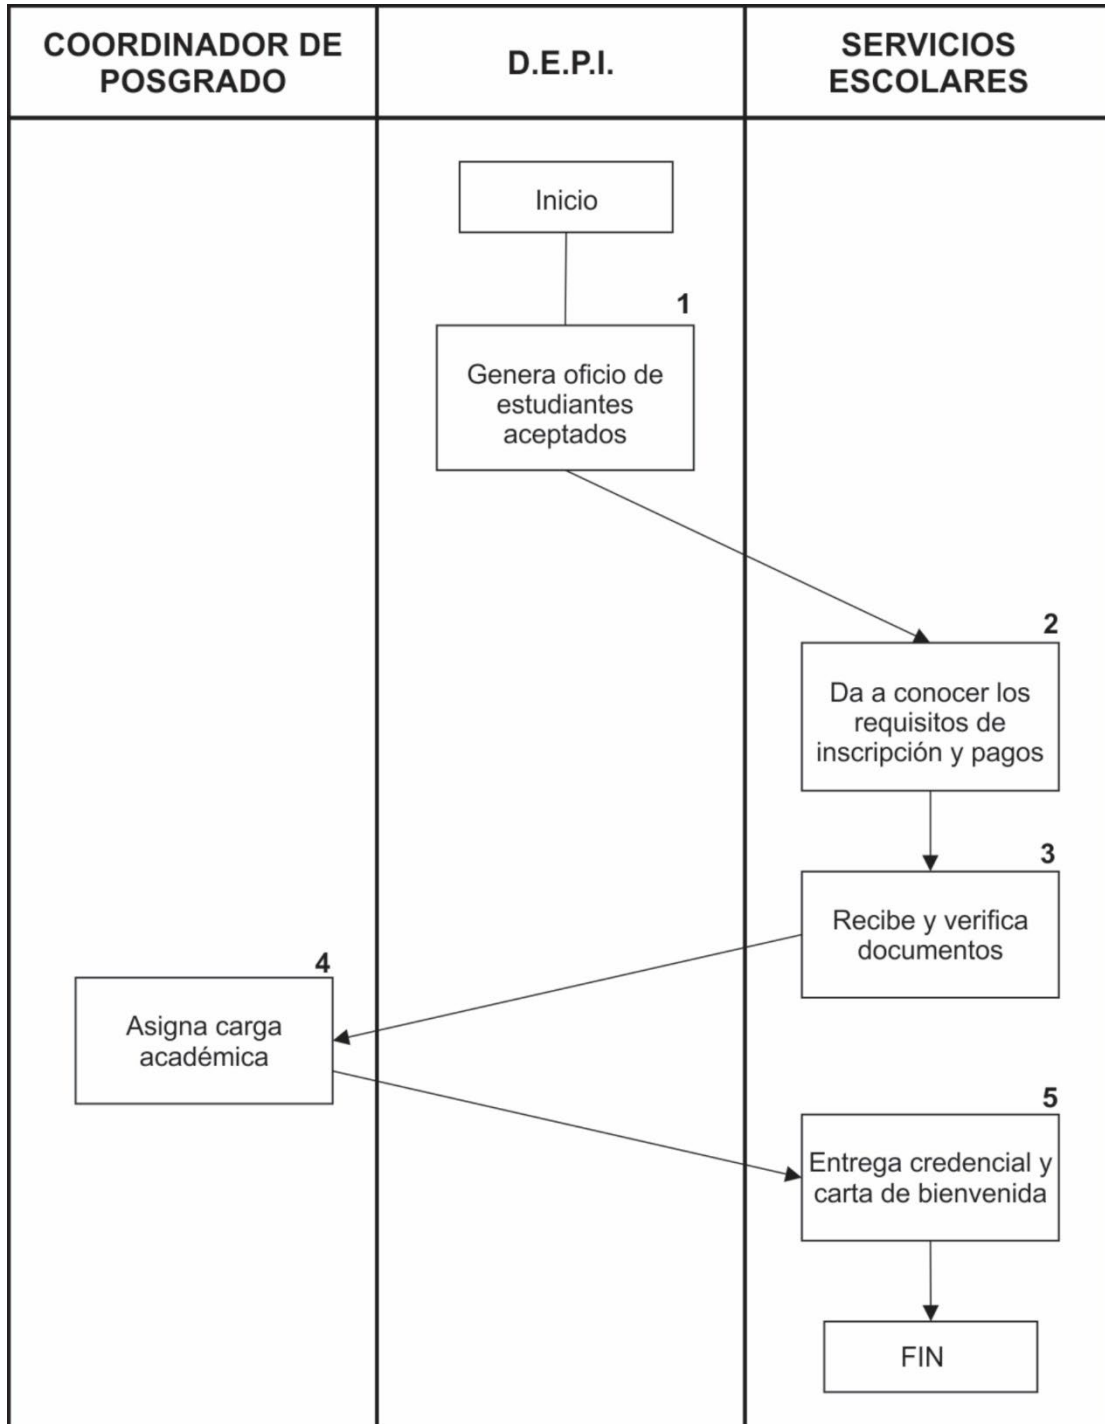 COORDINADOR DE
POSGRADO
D.E.P.I.
SERVICIOS
ESCOLARES
Inicio
1
Genera oficio de
estudiantes
aceptados
2
Da a conocer los
requisitos de
inscripción y pagos
3
Recibe y verifica
documentos
4
Asigna carga
académica
5
Entrega credencial y
carta de bienvenida
FIN